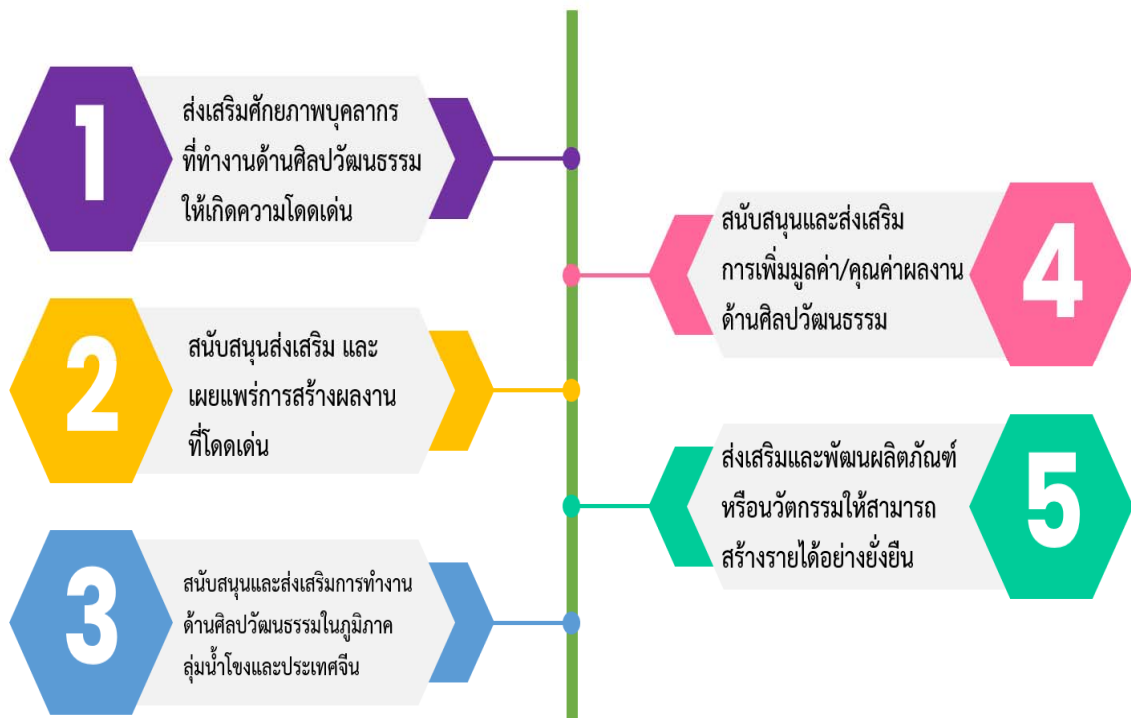 1
ส่งเสริมศักยภาพบุคลากร
ที่ทำงานด้านศิลปวัฒนธรรม
ให้เกิดความโดดเด่น
2
สนับสนุนส่งเสริม และ
เผยแพร่การสร้างผลงาน
ที่โดดเด่น
3
สนับสนุนและส่งเสริมการทำงาน
ด้านศิลปวัฒนธรรมในภูมิภาค
ลุ่มน้ำโขงและประเทศจีน
4
สนับสนุนและส่งเสริม
การเพิ่มมูลค่า/คุณค่าผลงาน
ด้านศิลปวัฒนธรรม
5
ส่งเสริมและพัฒนผลิตภัณฑ์
หรือนวัตกรรมให้สามารถ
สร้างรายได้อย่างยั่งยืน